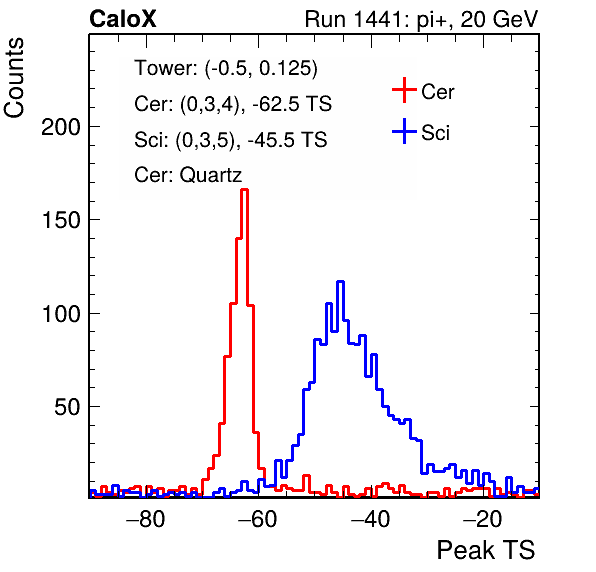 CaloX Run 1441: pi+, 20 GeV
Counts
Tower: (-0.5, 0.125)
Cer: (0,3,4), -62.5 TS
Sci: (0,3,5), -45.5 TS
Cer: Quartz
Cer
Sci
200
150
100
50
−80 −60 −40 −20
Peak TS